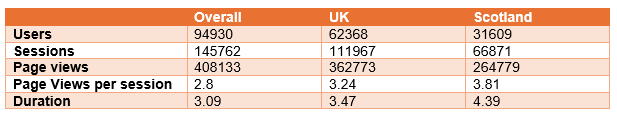 Overall UK Scotland
Users 94930 62368 31609
Sessions 145762 111967 66871
Page views 408133 362773 264779
Page Views per session 2.8 3.24 3.81
Duration 3.09 3.47 4.39